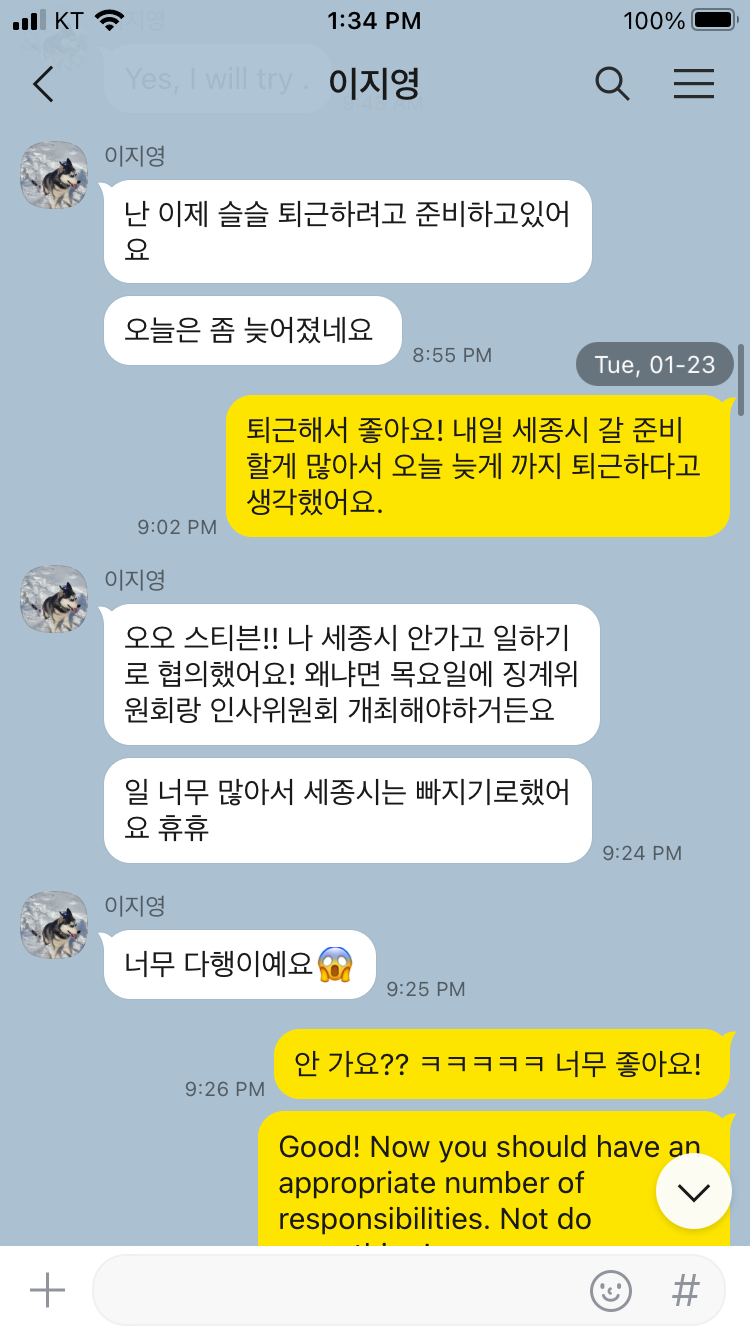 KT
1:34 PM
100%
Yes, I will try .
이지영
이지영
난 이제 슬슬 퇴근하려고 준비하고있어
요
오늘은 좀 늦어졌네요
8:55 PM
Tue, 01-23
퇴근해서 좋아요! 내일 세종시 갈 준비
할게 많아서 오늘 늦게 까지 퇴근하다고
생각했어요.
9:02 PM
이지영
오오 스티븐!! 나 세종시 안가고 일하기
로 협의했어요! 왜냐면 목요일에 징계위
원회랑 인사위원회 개최해야하거든요
일 너무 많아서 세종시는 빠지기로했어
요 휴휴
9:24 PM
이지영
너무 다행이예요😱
9:25 PM
안 가요?? ㅋㅋㅋㅋㅋ 너무 좋아요!
9:26 PM
Good! Now you should have an
appropriate number of
responsibilities. Not do
#